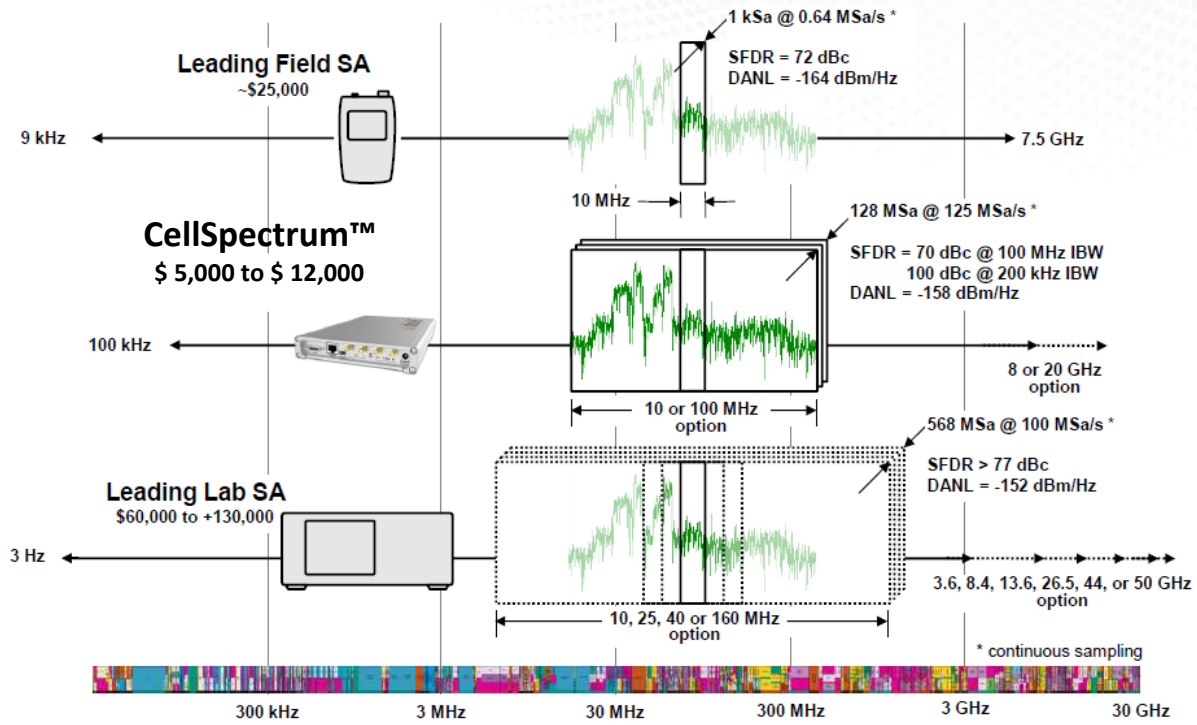 1 kSa @ 0.64 MSa/s *
Leading Field SA
~$25,000
SFDR = 72 dBc
DANL = -164 dBm/Hz
9 kHz
7.5 GHz
10 MHz
128 MSa @ 125 MSa/s *
CellSpectrum™
$ 5,000 to $ 12,000
SFDR = 70 dBc @ 100 MHz IBW
100 dBc @ 200 kHz IBW
DANL = -158 dBm/Hz
100 kHz
8 or 20 GHz
option
10 or 100 MHz
option
568 MSa @ 100 MSa/s *
Leading Lab SA
$60,000 to +130,000
SFDR > 77 dBc
DANL = -152 dBm/Hz
3 Hz
3.6, 8.4, 13.6, 26.5, 44, or 50 GHz
option
10, 25, 40 or 160 MHz
option
* continuous sampling
300 kHz
3 MHz
30 MHz
300 MHz
3 GHz
30 GHz